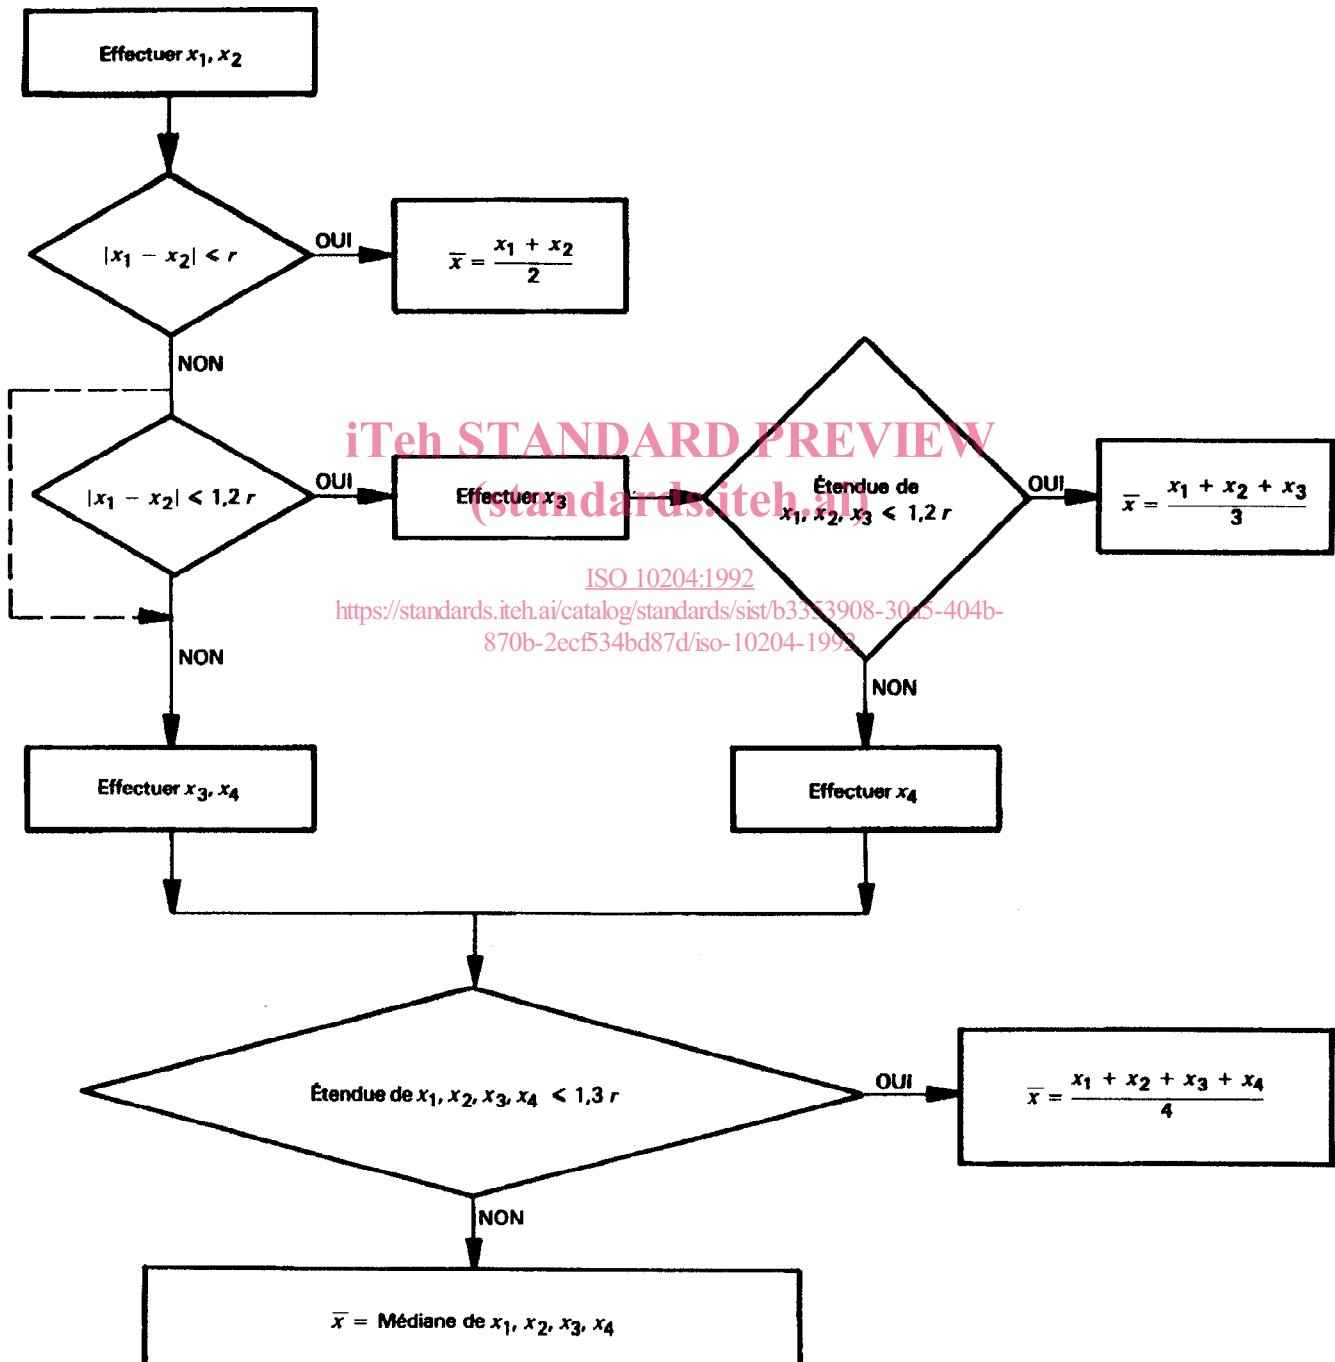 Effectuer x₁, x₂
|x₁ − x₂| ⩽ r
OUI
x̄ = (x₁ + x₂)/2
NON
|x₁ − x₂| ⩽ 1,2 r
OUI
Effectuer x₃
Étendue de
x₁, x₂, x₃ ⩽ 1,2 r
OUI
x̄ = (x₁ + x₂ + x₃)/3
iTeh STANDARD PREVIEW
(standards.iteh.ai)
ISO 10204:1992
https://standards.iteh.ai/catalog/standards/sist/b3353908-30a5-404b-
870b-2ecf534bd87d/iso-10204-1992
NON
NON
Effectuer x₃, x₄
Effectuer x₄
Étendue de x₁, x₂, x₃, x₄ ⩽ 1,3 r
OUI
x̄ = (x₁ + x₂ + x₃ + x₄)/4
NON
x̄ = Médiane de x₁, x₂, x₃, x₄